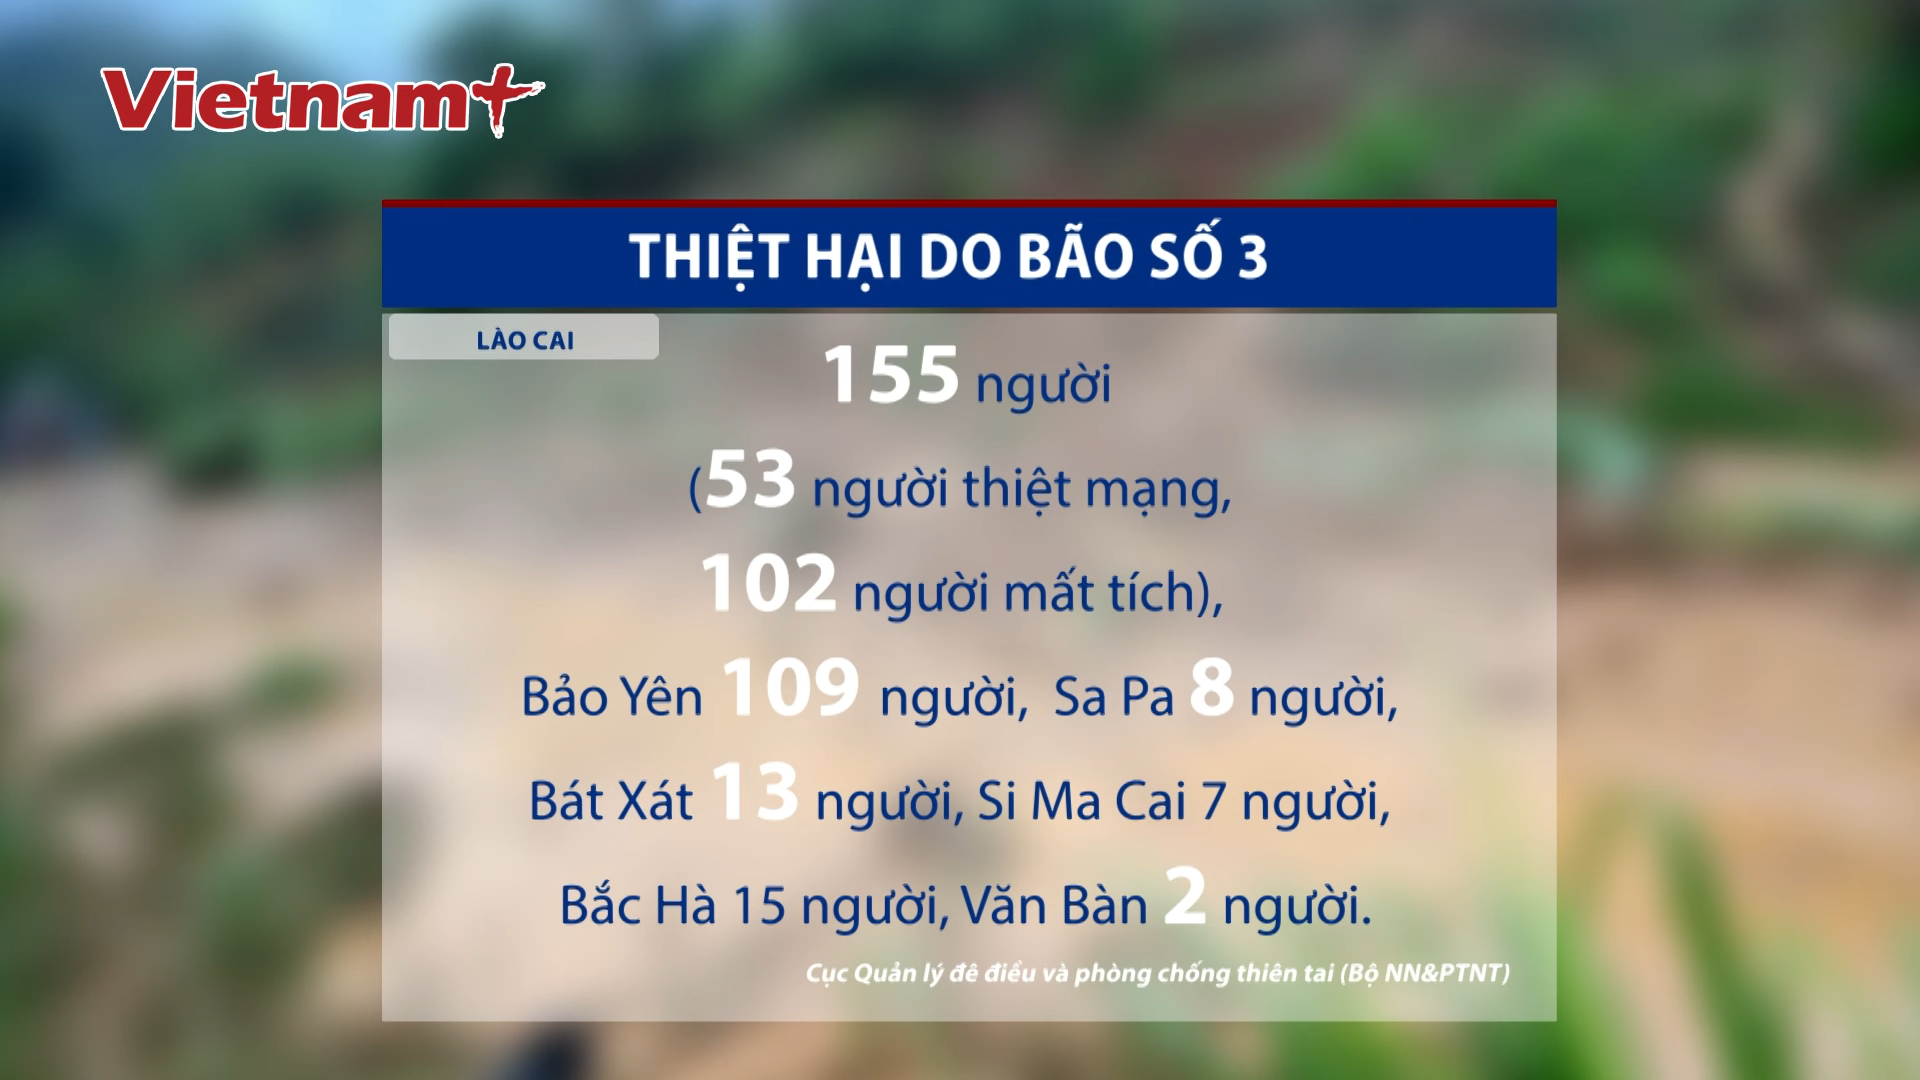 Vietnam+
THIỆT HẠI DO BÃO SỐ 3
LÀO CAI
155 người
(53 người thiệt mạng,
102 người mất tích),
Bảo Yên 109 người, Sa Pa 8 người,
Bát Xát 13 người, Si Ma Cai 7 người,
Bắc Hà 15 người, Văn Bàn 2 người.
Cục Quản lý đê điều và phòng chống thiên tai (Bộ NN&PTNT)